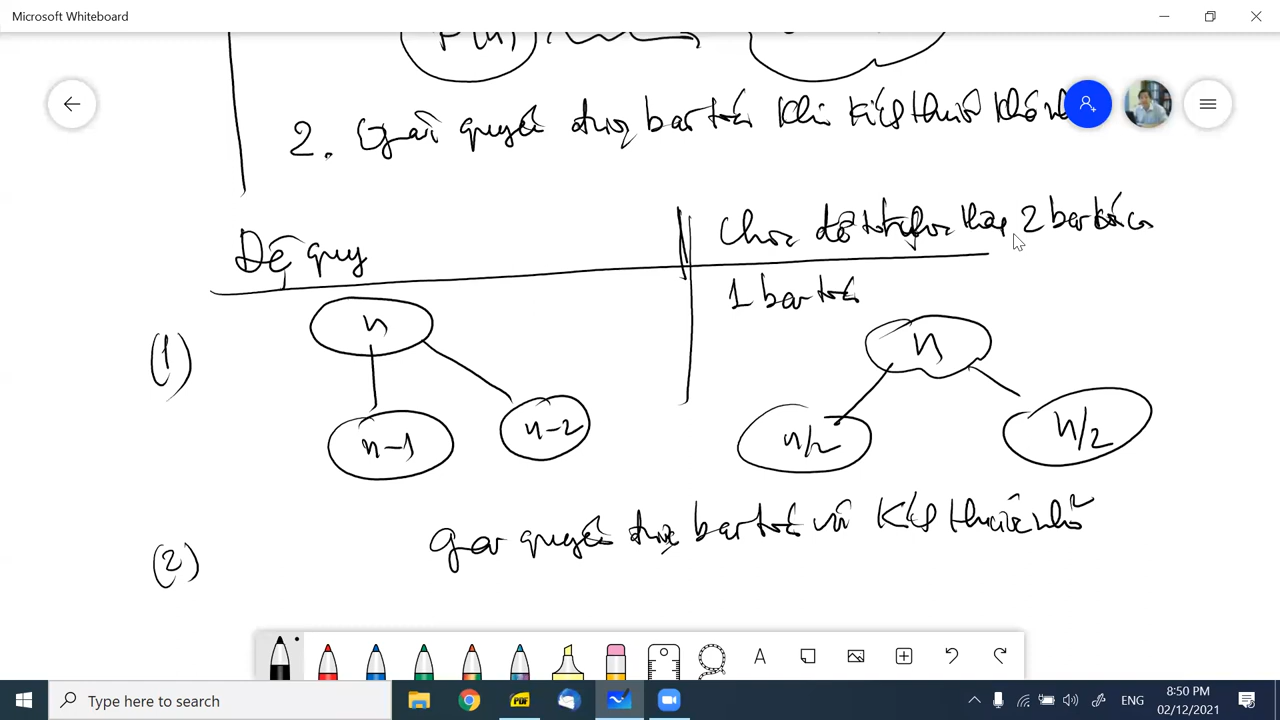 Microsoft Whiteboard
P(n)
2. Giải quyết được bài toán khi kích thước
Đệ quy
Chia để trị 2 bài toán
1 bài toán
(1)
n
n
n-1
n-2
n/2
n/2
(2)
giải quyết được bài toán với kích thước nhỏ
A
Type here to search
PDF
ENG
8:50 PM
02/12/2021